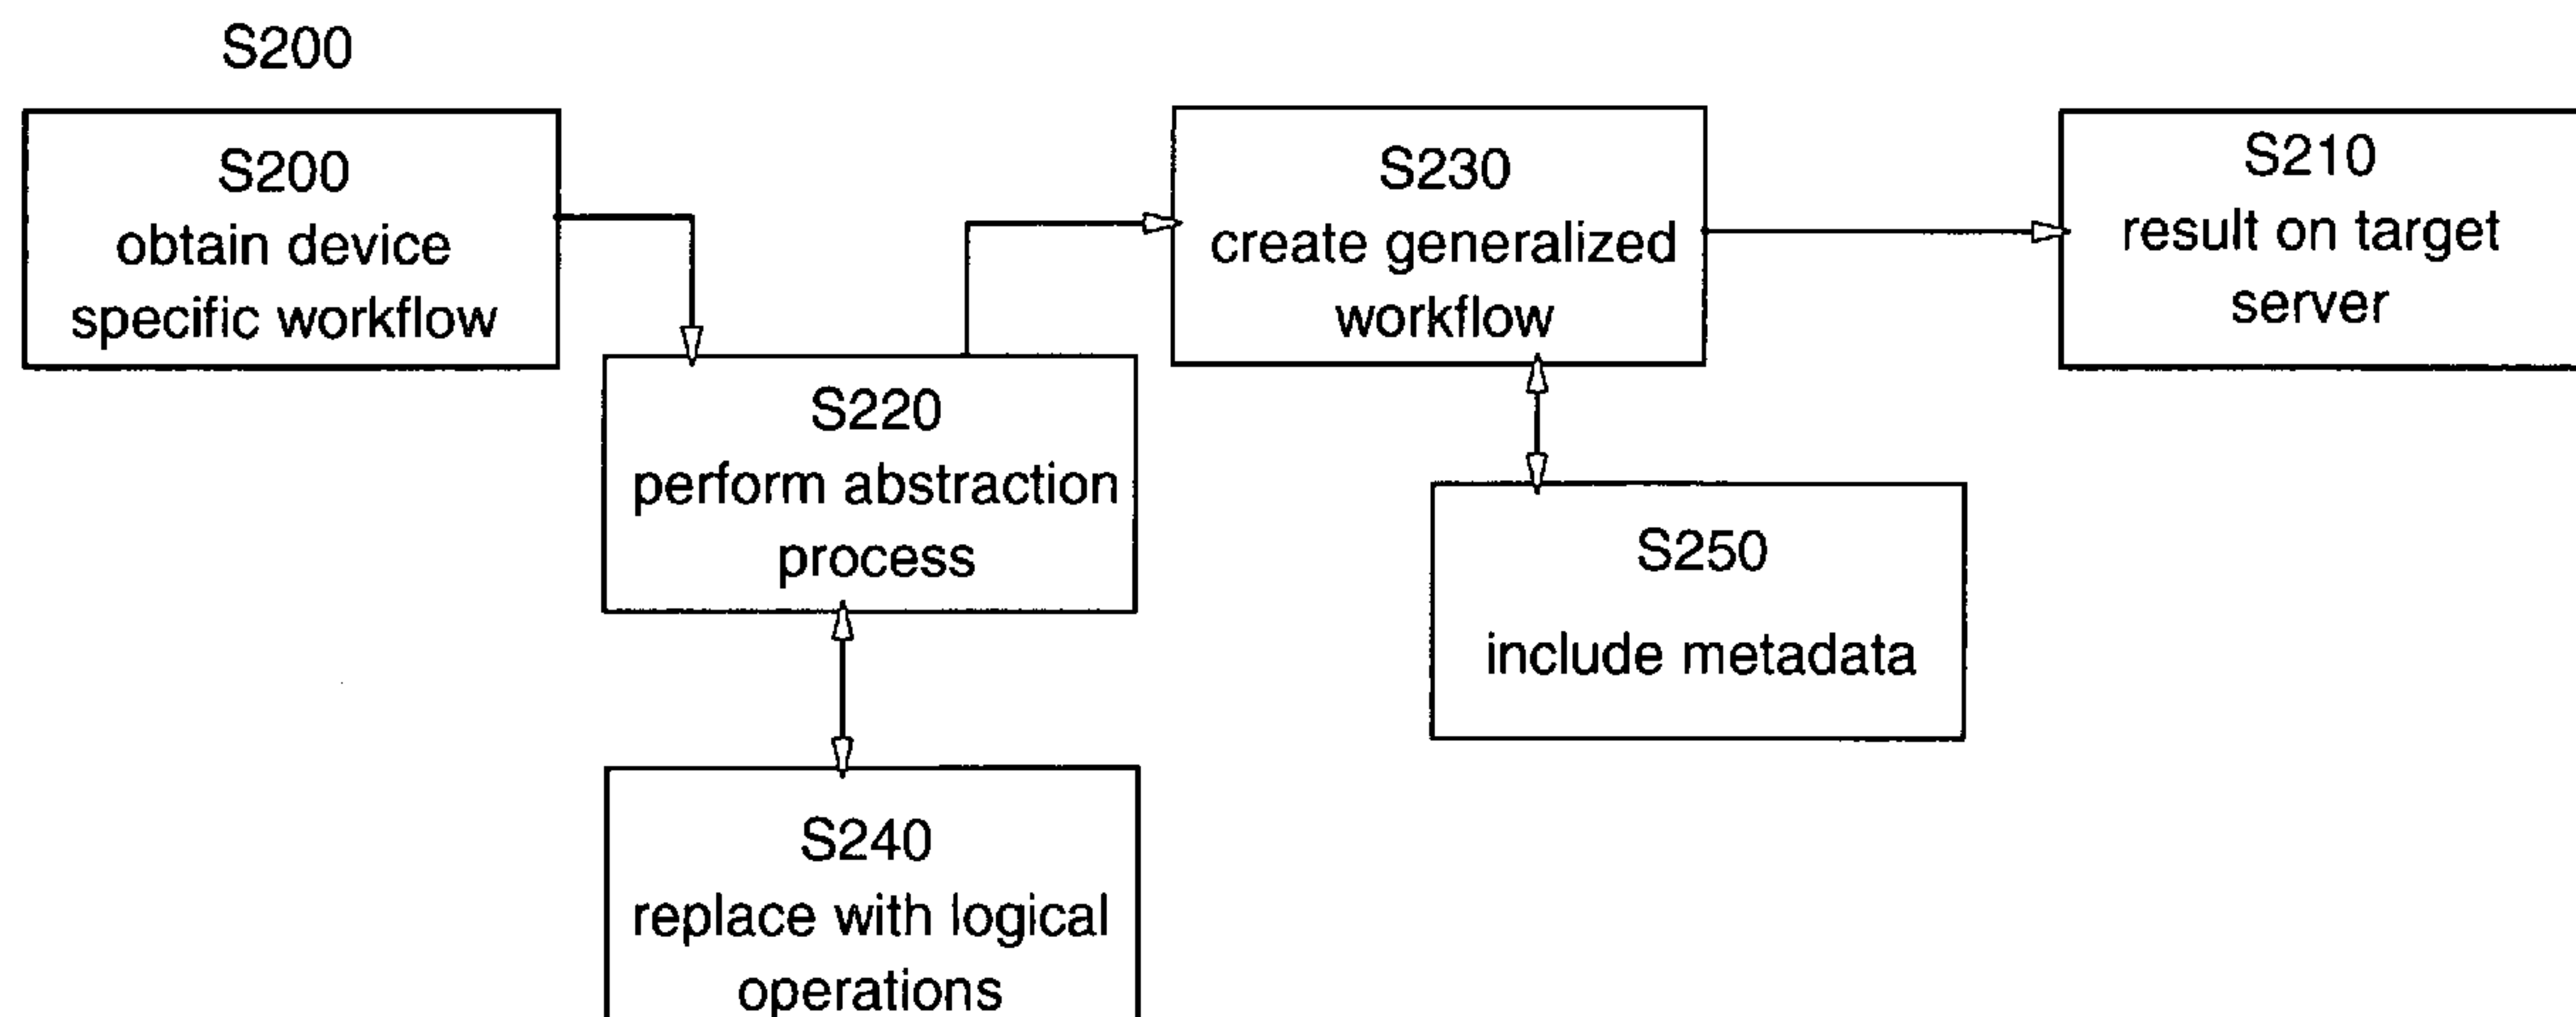 S200
S200
obtain device
specific workflow
S220
perform abstraction
process
S240
replace with logical
operations
S230
create generalized
workflow
S250
include metadata
S210
result on target
server